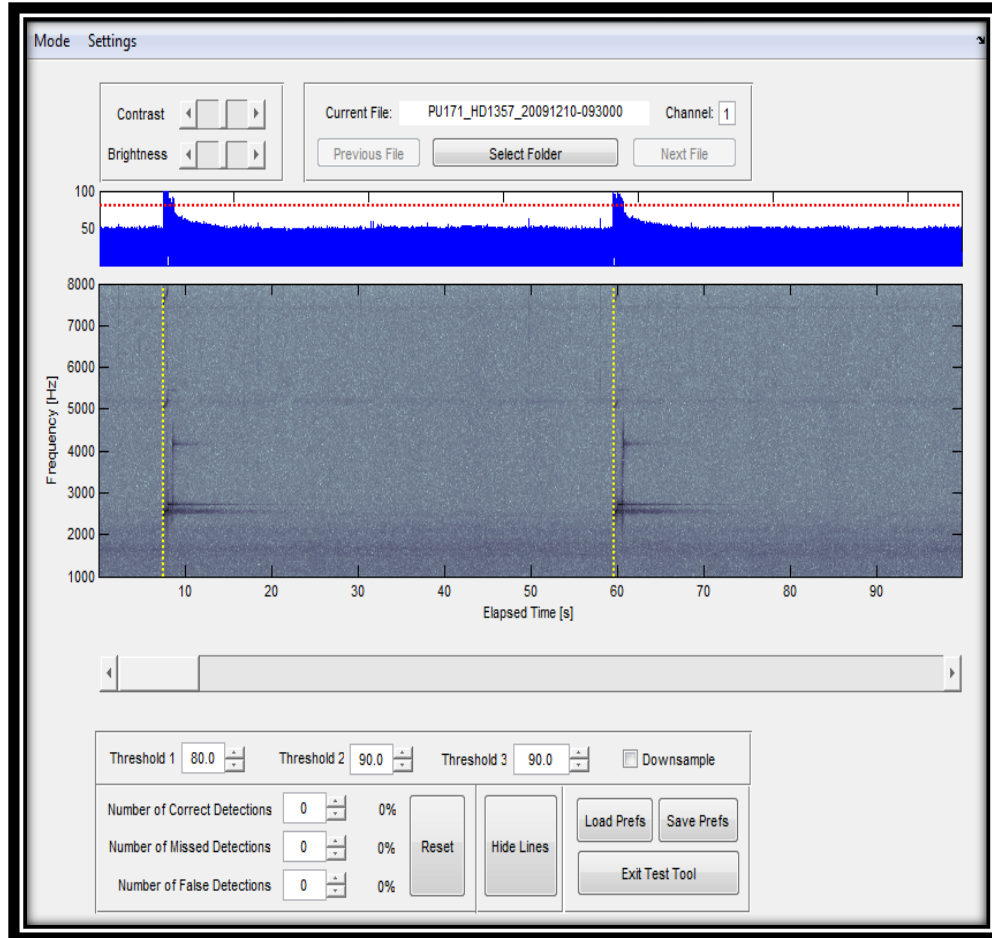 Mode Settings
Contrast
Brightness
Current File: PU171_HD1357_20091210-093000 Channel: 1
Previous File Select Folder Next File
100
50
8000
7000
6000
5000
4000
3000
2000
1000
Frequency [Hz]
10 20 30 40 50 60 70 80 90
Elapsed Time [s]
Threshold 1 80.0 Threshold 2 90.0 Threshold 3 90.0 Downsample
Number of Correct Detections 0 0%
Number of Missed Detections 0 0%
Number of False Detections 0 0%
Reset
Hide Lines
Load Prefs Save Prefs
Exit Test Tool